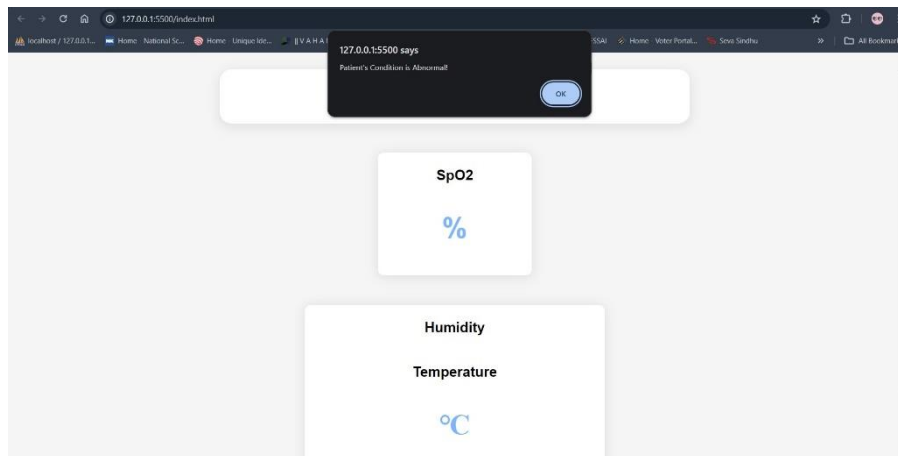 127.0.0.1:5500/index.html
localhost / 127.0.0.1... Home National Sc... Home Unique Ide... || V A H A SSAI Home Voter Portal... Seva Sindhu » All Bookmar
127.0.0.1:5500 says
Patient's Condition is Abnormal!
OK
SpO2
%
Humidity
Temperature
°C